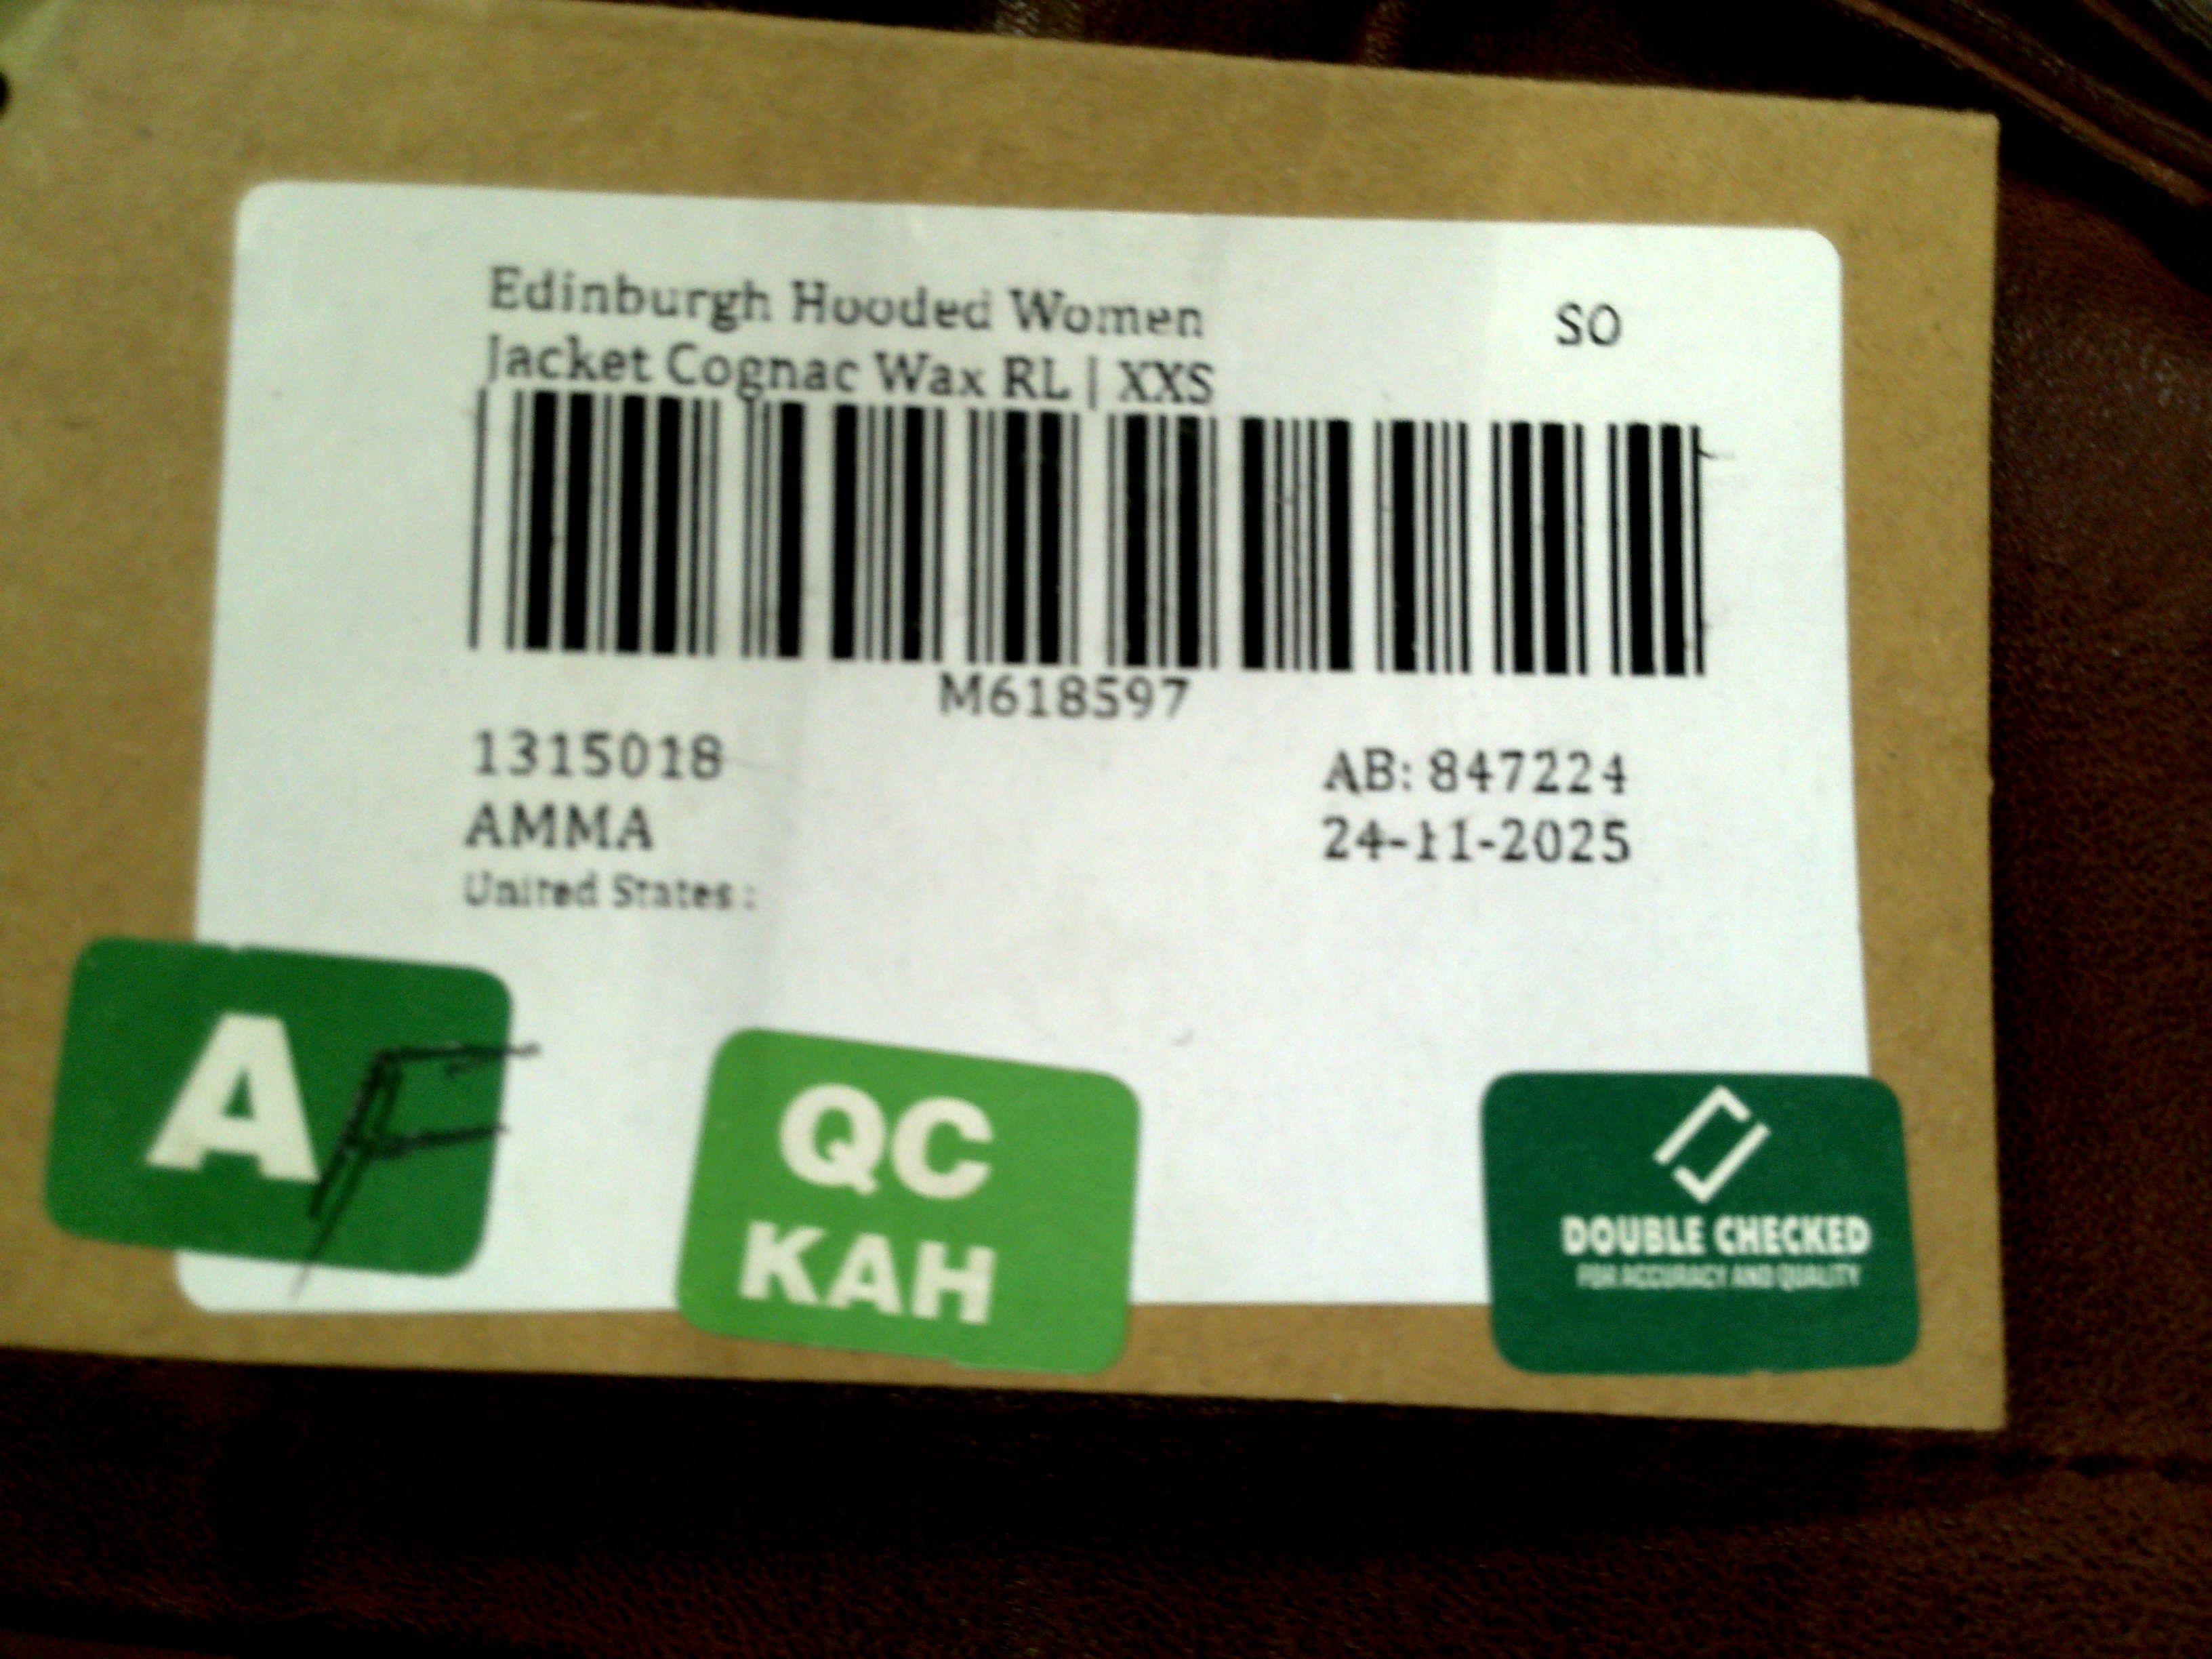 Edinburgh Hooded Women
Jacket Cognac Wax RL | XXS
SO
M618597
1315018
AMMA
United States :
AB: 847224
24-11-2025
A F
QC
KAH
DOUBLE CHECKED
FOR ACCURACY AND QUALITY